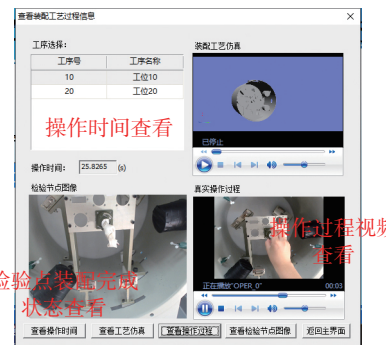 查看装配工艺过程信息
工序选择:
工序号 工序名称
10 工位10
20 工位20
操作时间查看
操作时间: 25.8265 (s)
装配工艺仿真
已停止
检验节点图像
检验点装配完成
状态查看
真实操作过程
操作过程视频
查看
正在播放"OPER_0" 00:03
查看操作时间 查看工艺仿真 查看操作过程 查看检验节点图像 返回主界面